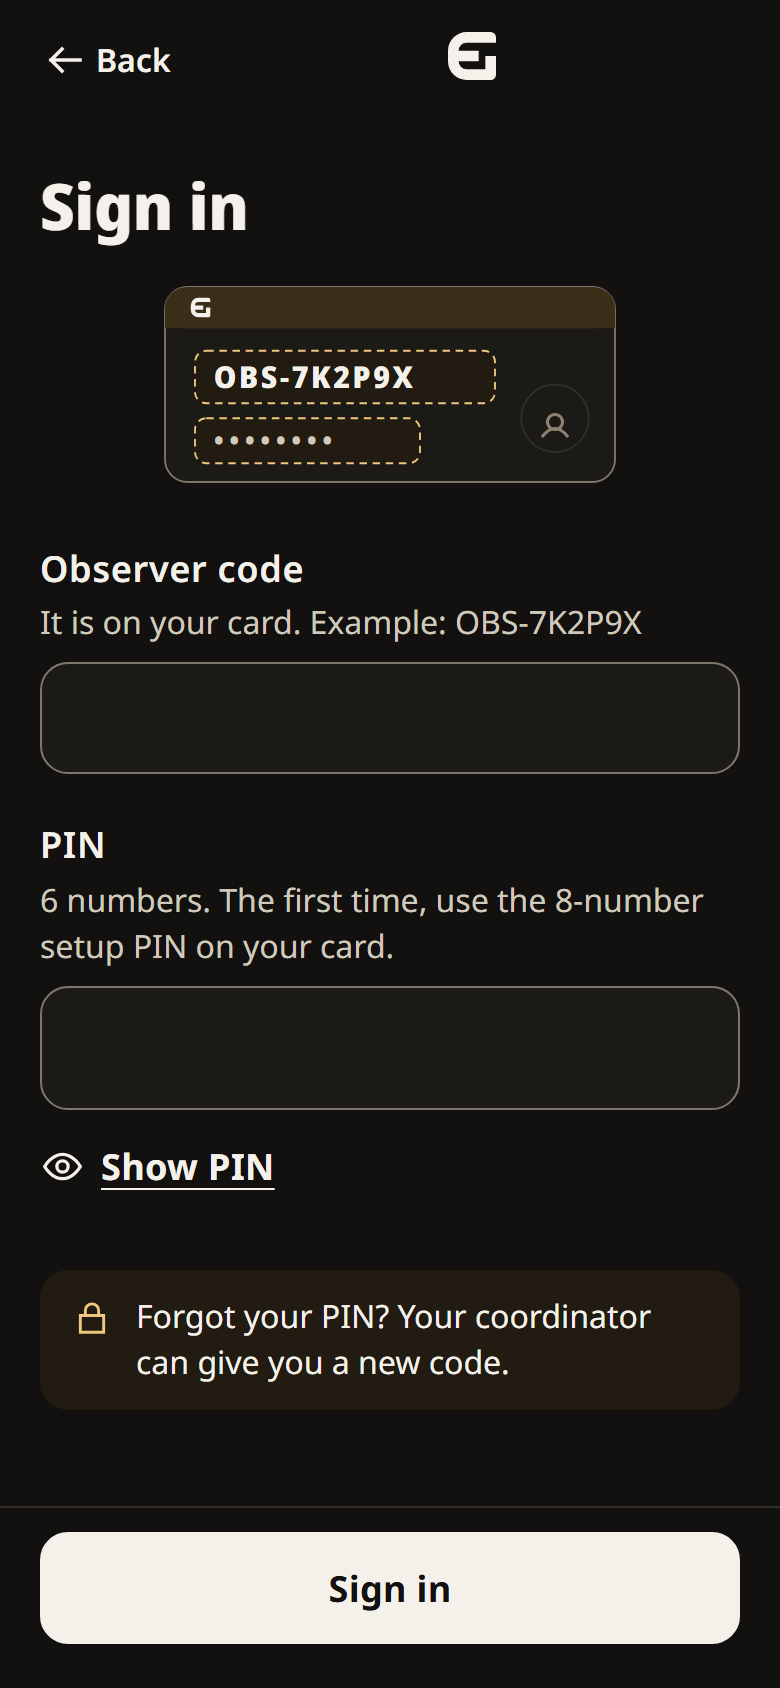 Back
Sign in
OBS-7K2P9X
••••••••
Observer code
It is on your card. Example: OBS-7K2P9X
PIN
6 numbers. The first time, use the 8-number
setup PIN on your card.
Show PIN
Forgot your PIN? Your coordinator
can give you a new code.
Sign in